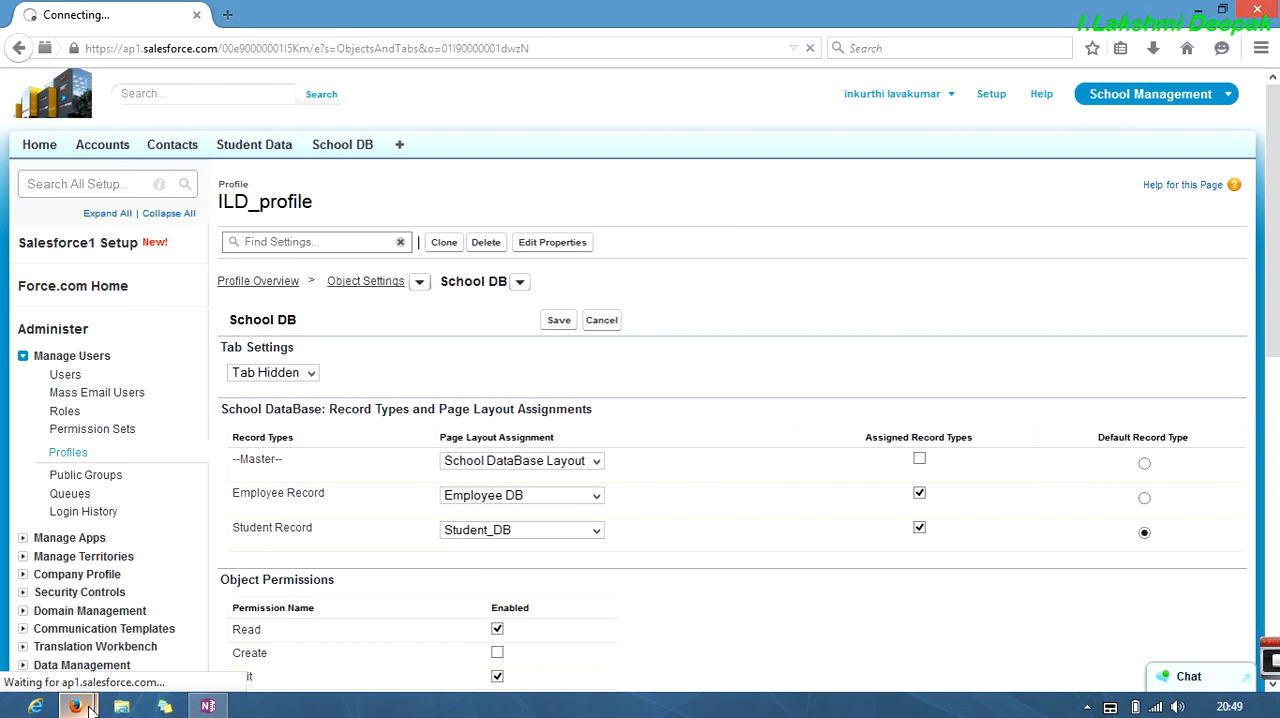 Connecting...
I.Lakshmi Deepak
https://ap1.salesforce.com/00e90000001I5Km/e?s=ObjectsAndTabs&o=01I90000001dwzN
Search
Search...
Search
inkurthi lavakumar
Setup
Help
School Management
Home
Accounts
Contacts
Student Data
School DB
Search All Setup...
Expand All | Collapse All
Salesforce1 Setup New!
Force.com Home
Administer
Manage Users
Users
Mass Email Users
Roles
Permission Sets
Profiles
Public Groups
Queues
Login History
Manage Apps
Manage Territories
Company Profile
Security Controls
Domain Management
Communication Templates
Translation Workbench
Data Management
Waiting for ap1.salesforce.com...
Profile
ILD_profile
Help for this Page
Find Settings...
|
Clone
Delete
Edit Properties
Profile Overview > Object Settings School DB
School DB
Save
Cancel
Tab Settings
Tab Hidden
School DataBase: Record Types and Page Layout Assignments
Record Types Page Layout Assignment Assigned Record Types Default Record Type
--Master-- School DataBase Layout
Employee Record Employee DB
Student Record Student_DB
Object Permissions
Permission Name Enabled
Read
Create
it
Chat
20:49